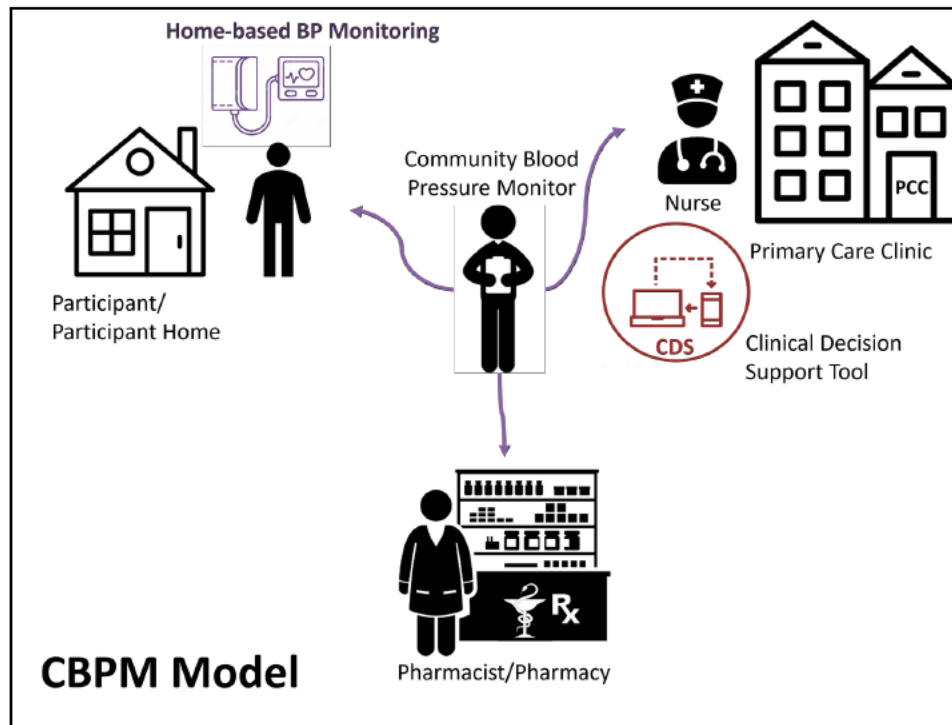 Home-based BP Monitoring
Community Blood
Pressure Monitor
Nurse
PCC
Primary Care Clinic
Participant/
Participant Home
CDS
Clinical Decision
Support Tool
Rx
Pharmacist/Pharmacy
CBPM Model